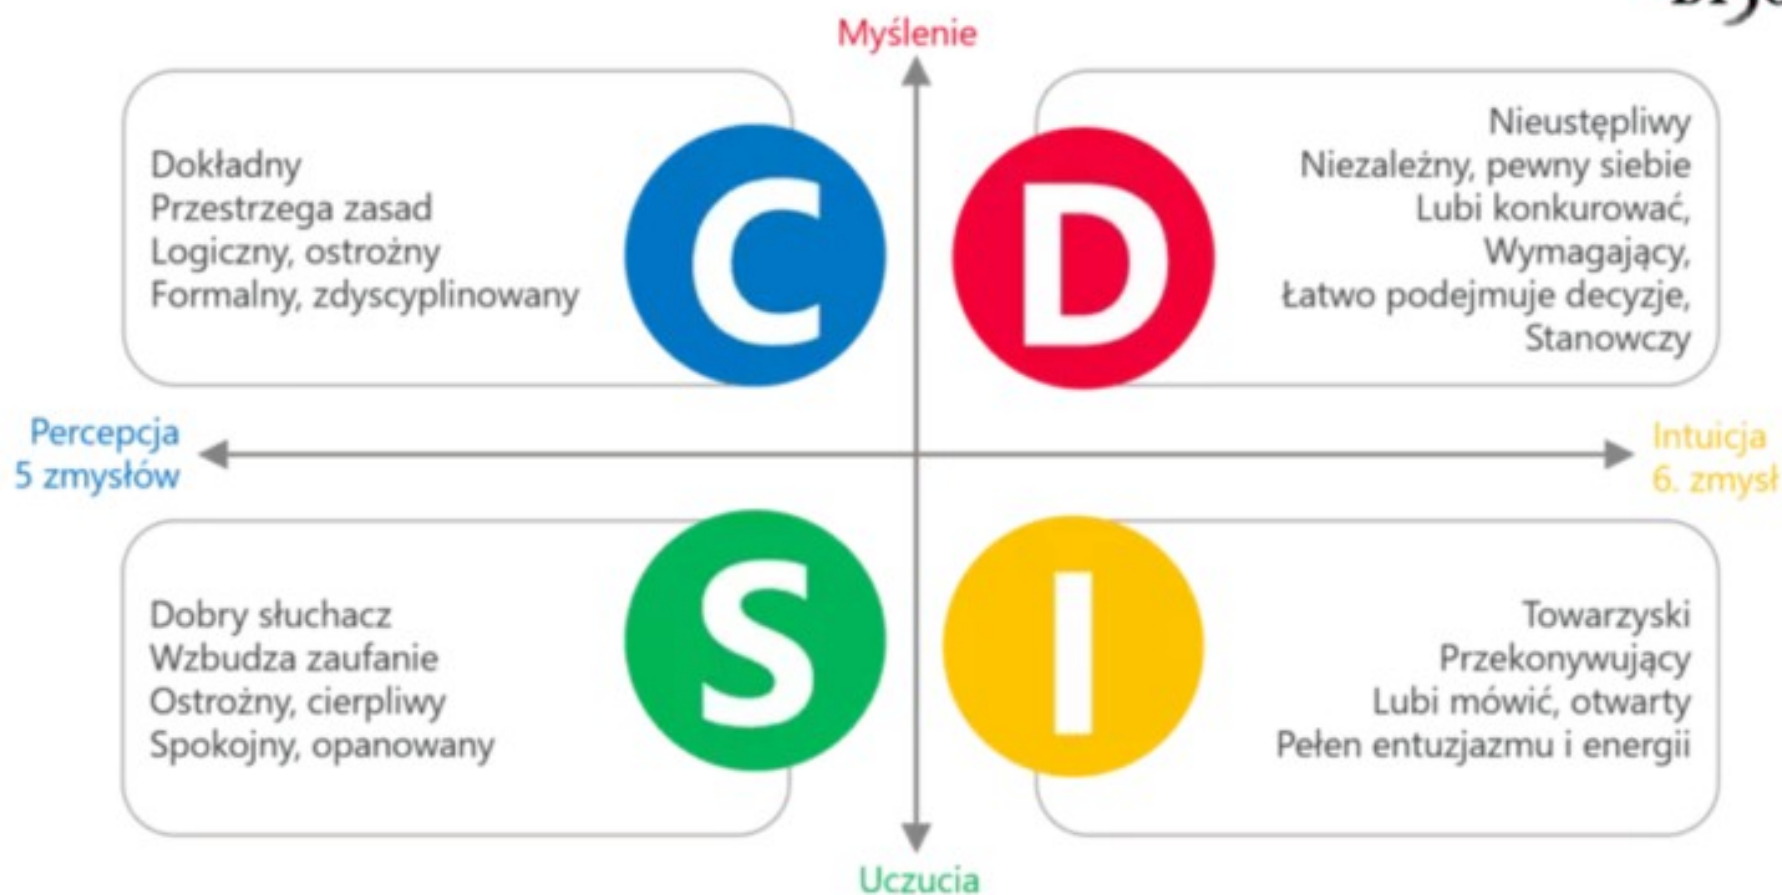 Myślenie
Dokładny
Przestrzega zasad
Logiczny, ostrożny
Formalny, zdyscyplinowany
C
D
Nieustępliwy
Niezależny, pewny siebie
Lubi konkurować,
Wymagający,
Łatwo podejmuje decyzje,
Stanowczy
Percepcja
5 zmysłów
Intuicja
6. zmysł
Dobry słuchacz
Wzbudza zaufanie
Ostrożny, cierpliwy
Spokojny, opanowany
S
I
Towarzyski
Przekonywujący
Lubi mówić, otwarty
Pełen entuzjazmu i energii
Uczucia